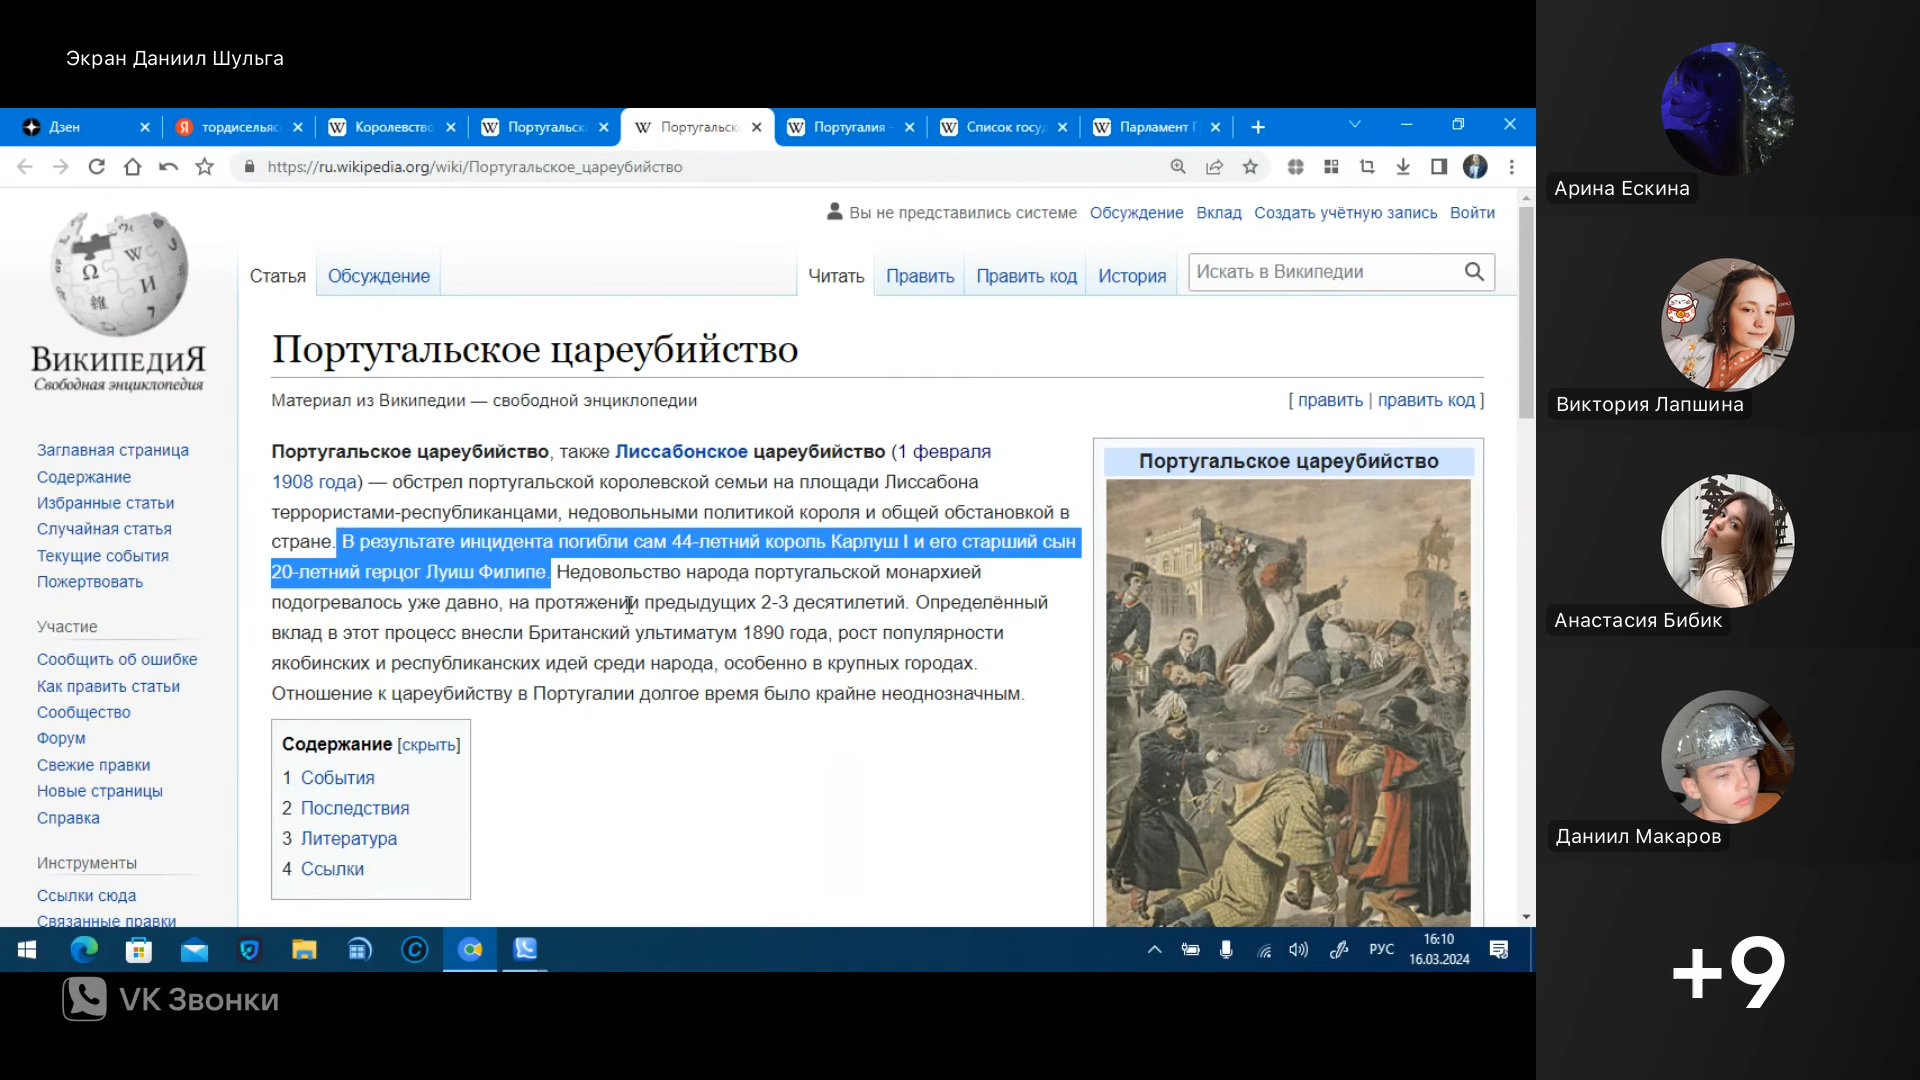 Экран Даниил Шульга
Дзен
тордисельяс
Королевство
Португальск
Португальск
Португалия -
Список госу
Парламент Г
https://ru.wikipedia.org/wiki/Португальское_цареубийство
Вы не представились системе Обсуждение Вклад Создать учётную запись Войти
Статья Обсуждение Читать Править Править код История Искать в Википедии
ВикипедиЯ
Свободная энциклопедия
Португальское цареубийство
Материал из Википедии — свободной энциклопедии [ править | править код ]
Португальское цареубийство, также Лиссабонское цареубийство (1 февраля
1908 года) — обстрел португальской королевской семьи на площади Лиссабона
террористами-республиканцами, недовольными политикой короля и общей обстановкой в
стране. В результате инцидента погибли сам 44-летний король Карлуш I и его старший сын
20-летний герцог Луиш Филипе. Недовольство народа португальской монархией
подогревалось уже давно, на протяжении предыдущих 2-3 десятилетий. Определённый
вклад в этот процесс внесли Британский ультиматум 1890 года, рост популярности
якобинских и республиканских идей среди народа, особенно в крупных городах.
Отношение к цареубийству в Португалии долгое время было крайне неоднозначным.
Португальское цареубийство
Содержание [скрыть]
1 События
2 Последствия
3 Литература
4 Ссылки
Заглавная страница
Содержание
Избранные статьи
Случайная статья
Текущие события
Пожертвовать
Участие
Сообщить об ошибке
Как править статьи
Сообщество
Форум
Свежие правки
Новые страницы
Справка
Инструменты
Ссылки сюда
Связанные правки
РУС
16:10
16.03.2024
VK Звонки
Арина Ескина
Виктория Лапшина
Анастасия Бибик
Даниил Макаров
+9